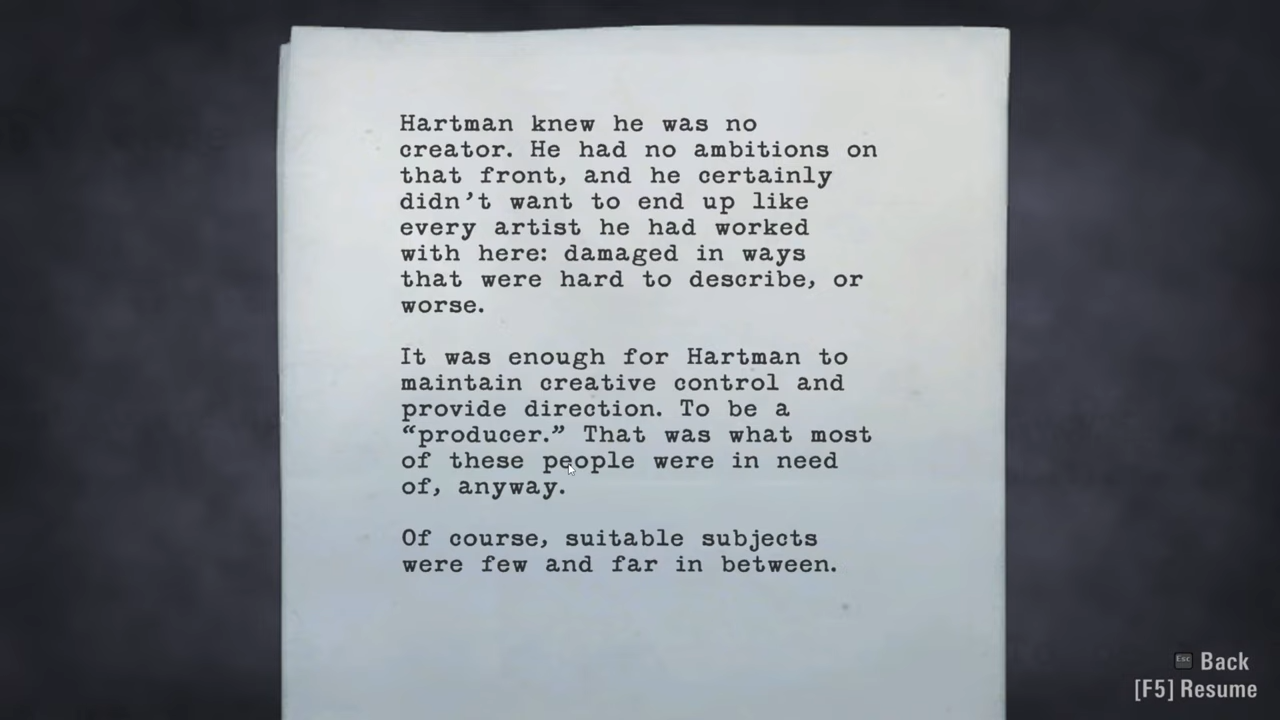 Hartman knew he was no
creator. He had no ambitions on
that front, and he certainly
didn’t want to end up like
every artist he had worked
with here: damaged in ways
that were hard to describe, or
worse.
It was enough for Hartman to
maintain creative control and
provide direction. To be a
“producer.” That was what most
of these people were in need
of, anyway.
Of course, suitable subjects
were few and far in between.
Esc Back
[F5] Resume